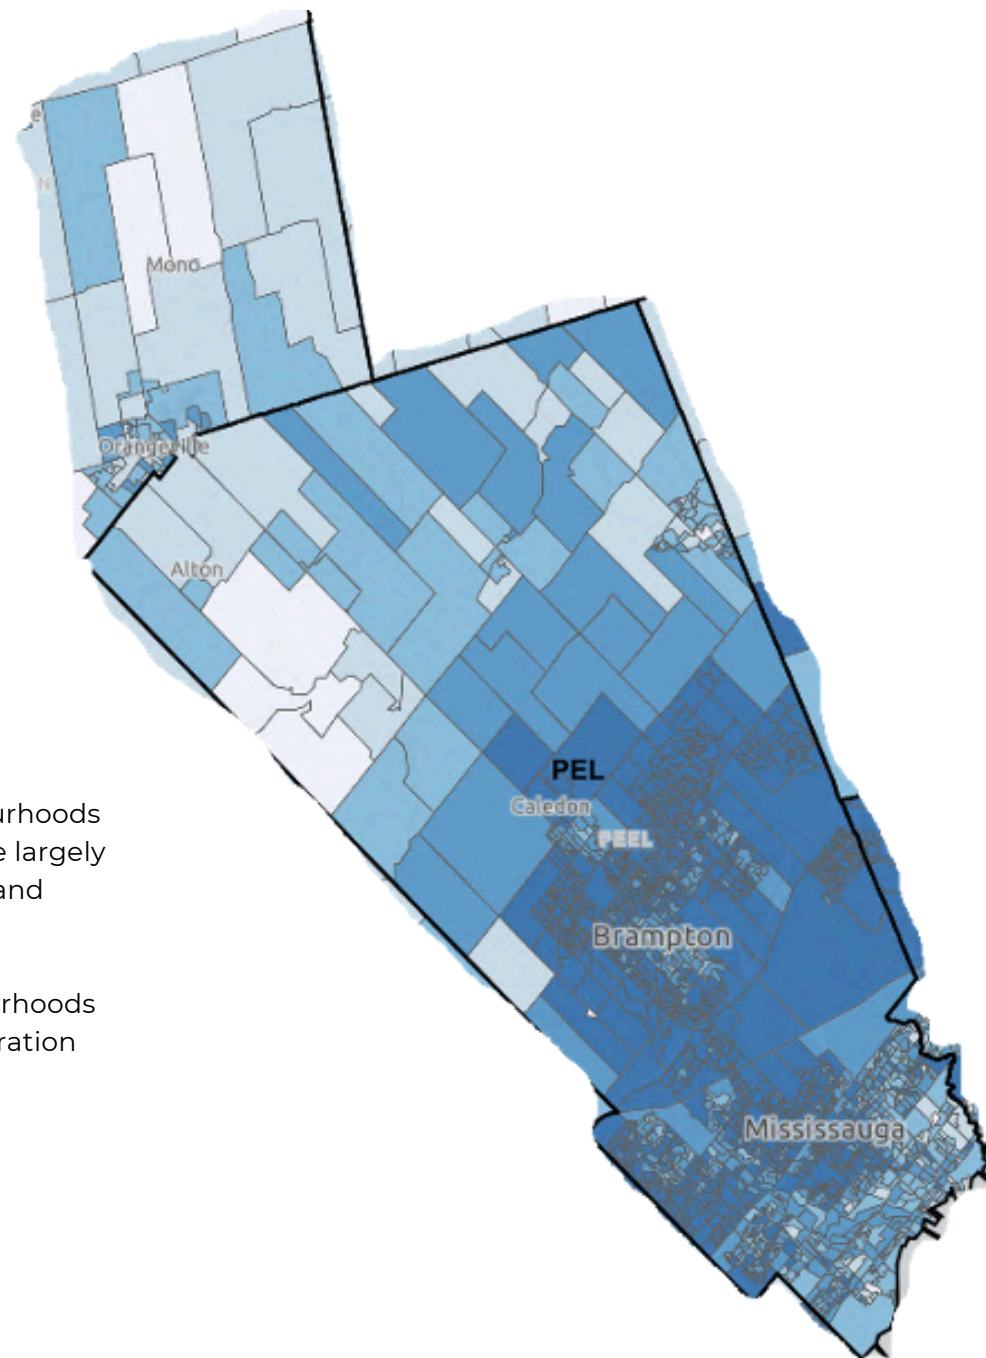 e
N
Mono
Orangeville
Alton
PEL
Caledon
PEEL
Brampton
Mississauga
urhoods
e largely
and
rhoods
ration